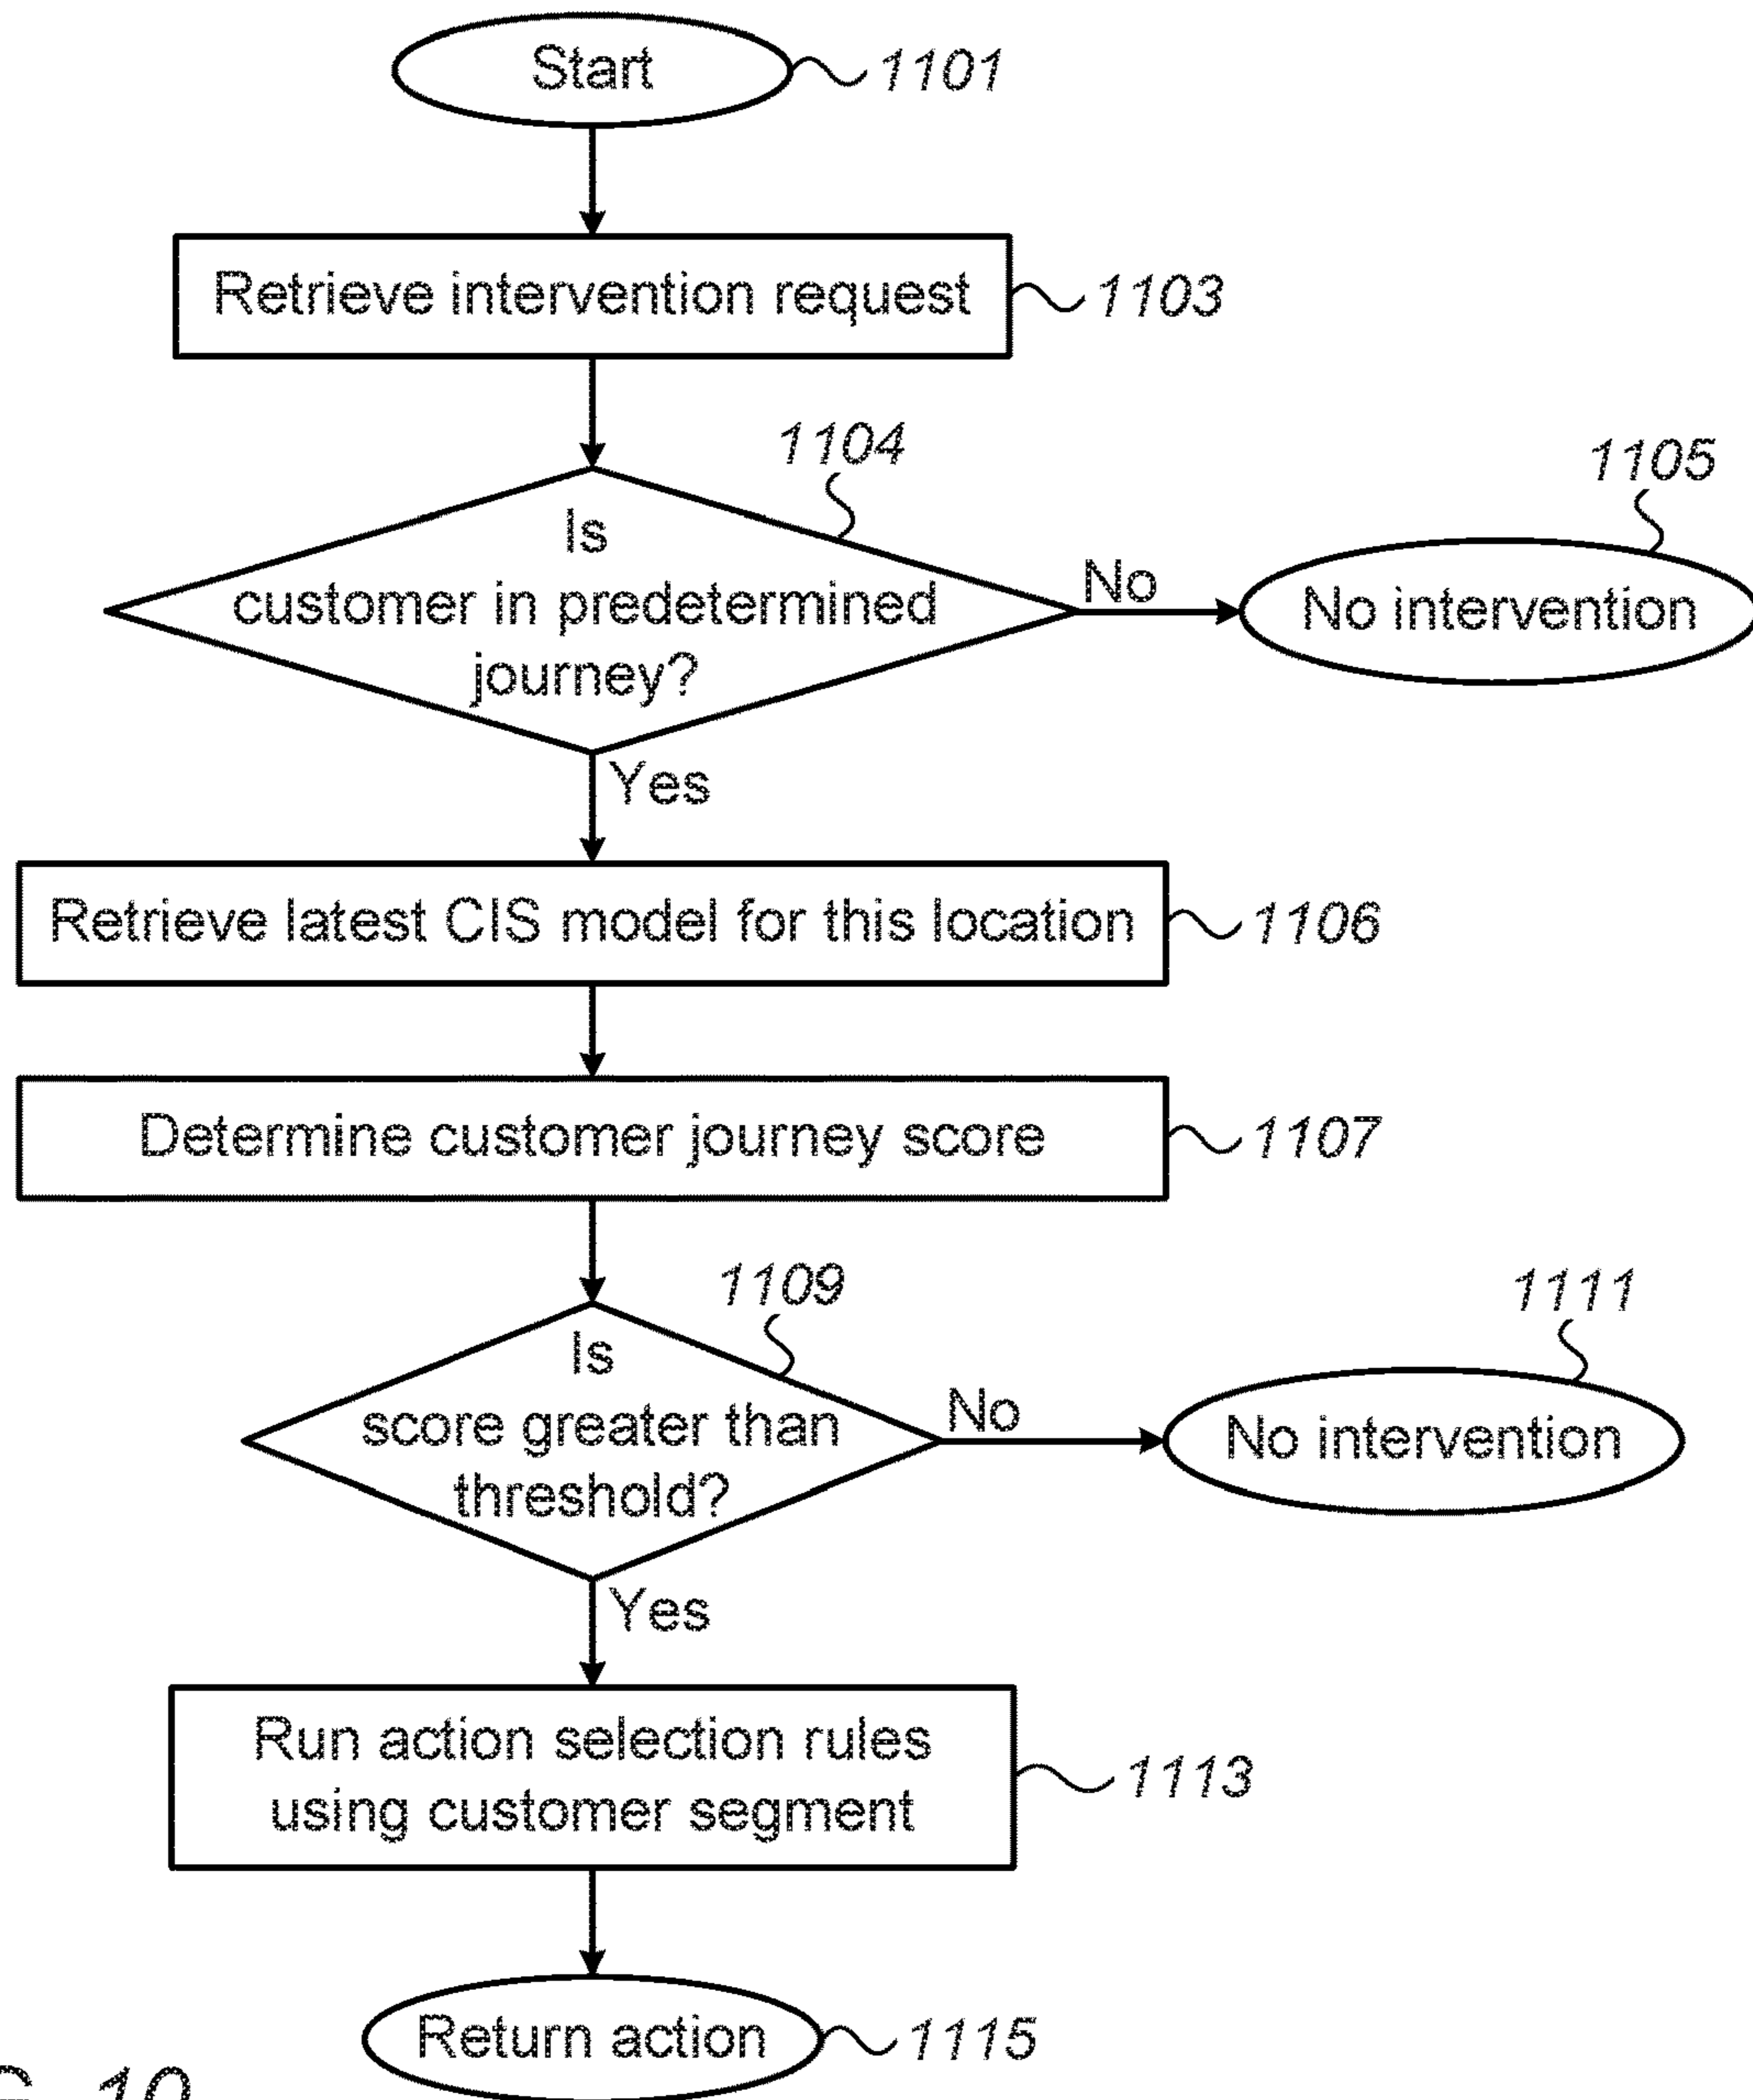 Start
1101
Retrieve intervention request
1103
1104
Is
customer in predetermined
journey?
No
1105
No intervention
Yes
Retrieve latest CIS model for this location
1106
Determine customer journey score
1107
1109
Is
score greater than
threshold?
No
1111
No intervention
Yes
Run action selection rules
using customer segment
1113
Return action
1115
10